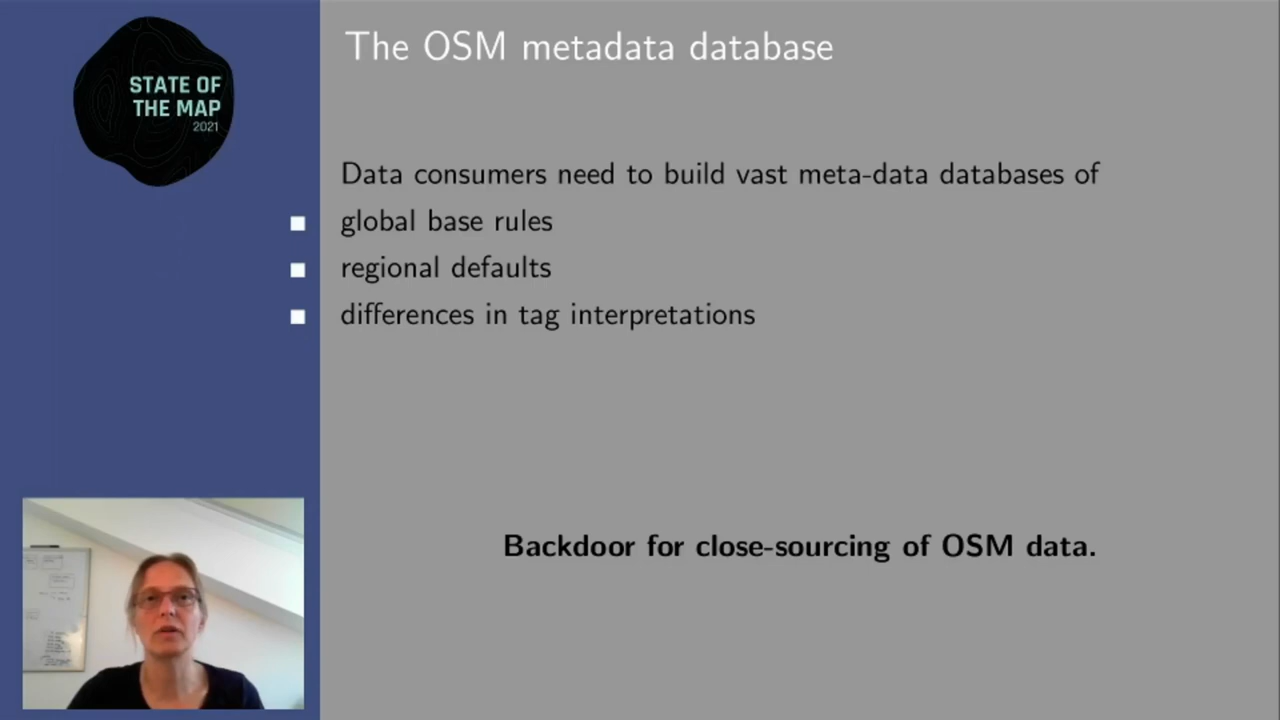 STATE OF
THE MAP
2021
The OSM metadata database
Data consumers need to build vast meta-data databases of
global base rules
regional defaults
differences in tag interpretations
Backdoor for close-sourcing of OSM data.